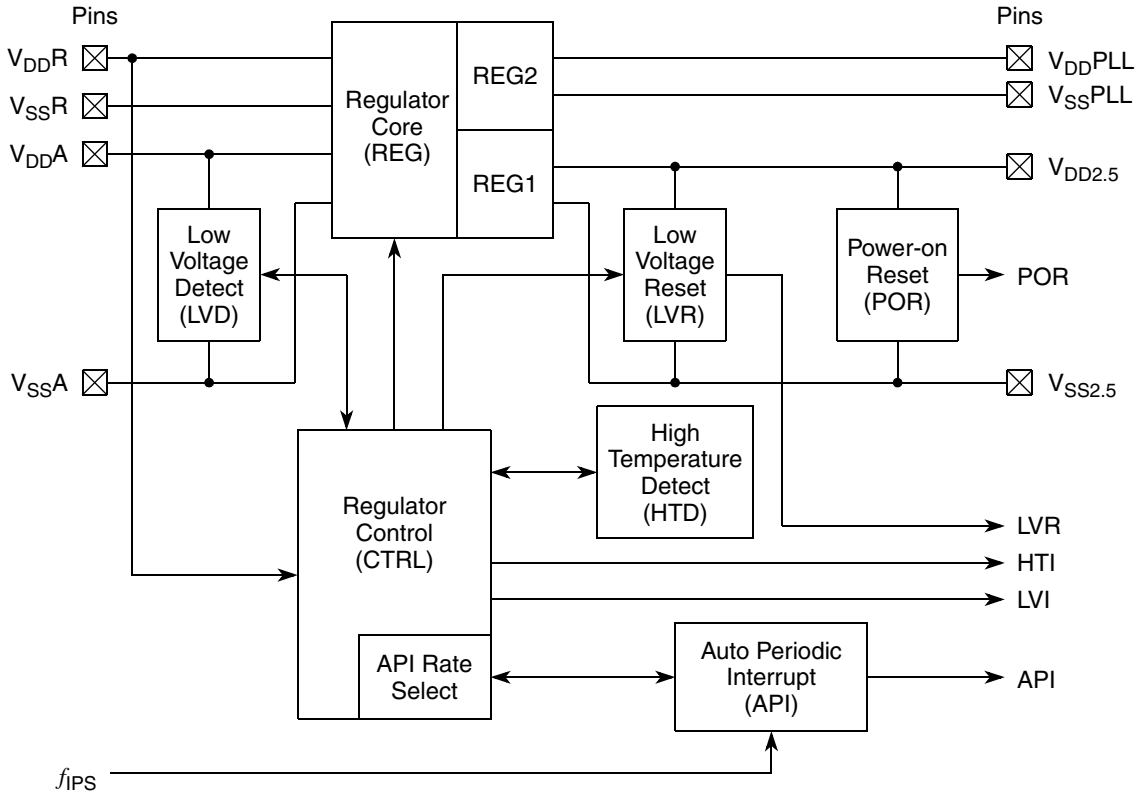 Pins
Pins
VDDR
VSSR
VDDA
VSSA
Regulator
Core
(REG)
REG2
REG1
VDDPLL
VSSPLL
VDD2.5
VSS2.5
Low
Voltage
Detect
(LVD)
Low
Voltage
Reset
(LVR)
Power-on
Reset
(POR)
POR
High
Temperature
Detect
(HTD)
Regulator
Control
(CTRL)
API Rate
Select
Auto Periodic
Interrupt
(API)
LVR
HTI
LVI
API
fIPS